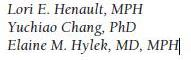 Lori E. Henault, MPH
Yuchiao Chang, PhD
Elaine M. Hylek, MD, MPH